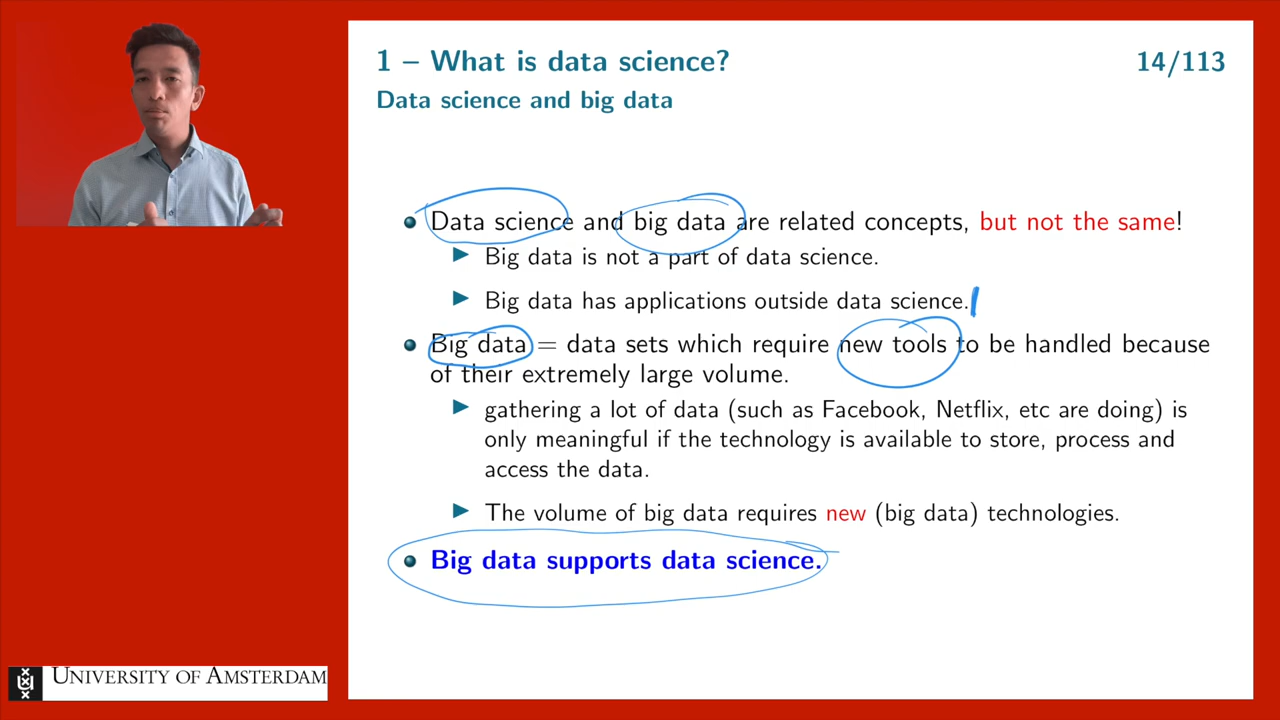 1 – What is data science?
14/113
Data science and big data
Data science and big data are related concepts, but not the same!
Big data is not a part of data science.
Big data has applications outside data science.
Big data = data sets which require new tools to be handled because
of their extremely large volume.
gathering a lot of data (such as Facebook, Netflix, etc are doing) is
only meaningful if the technology is available to store, process and
access the data.
The volume of big data requires new (big data) technologies.
Big data supports data science.
UNIVERSITY OF AMSTERDAM